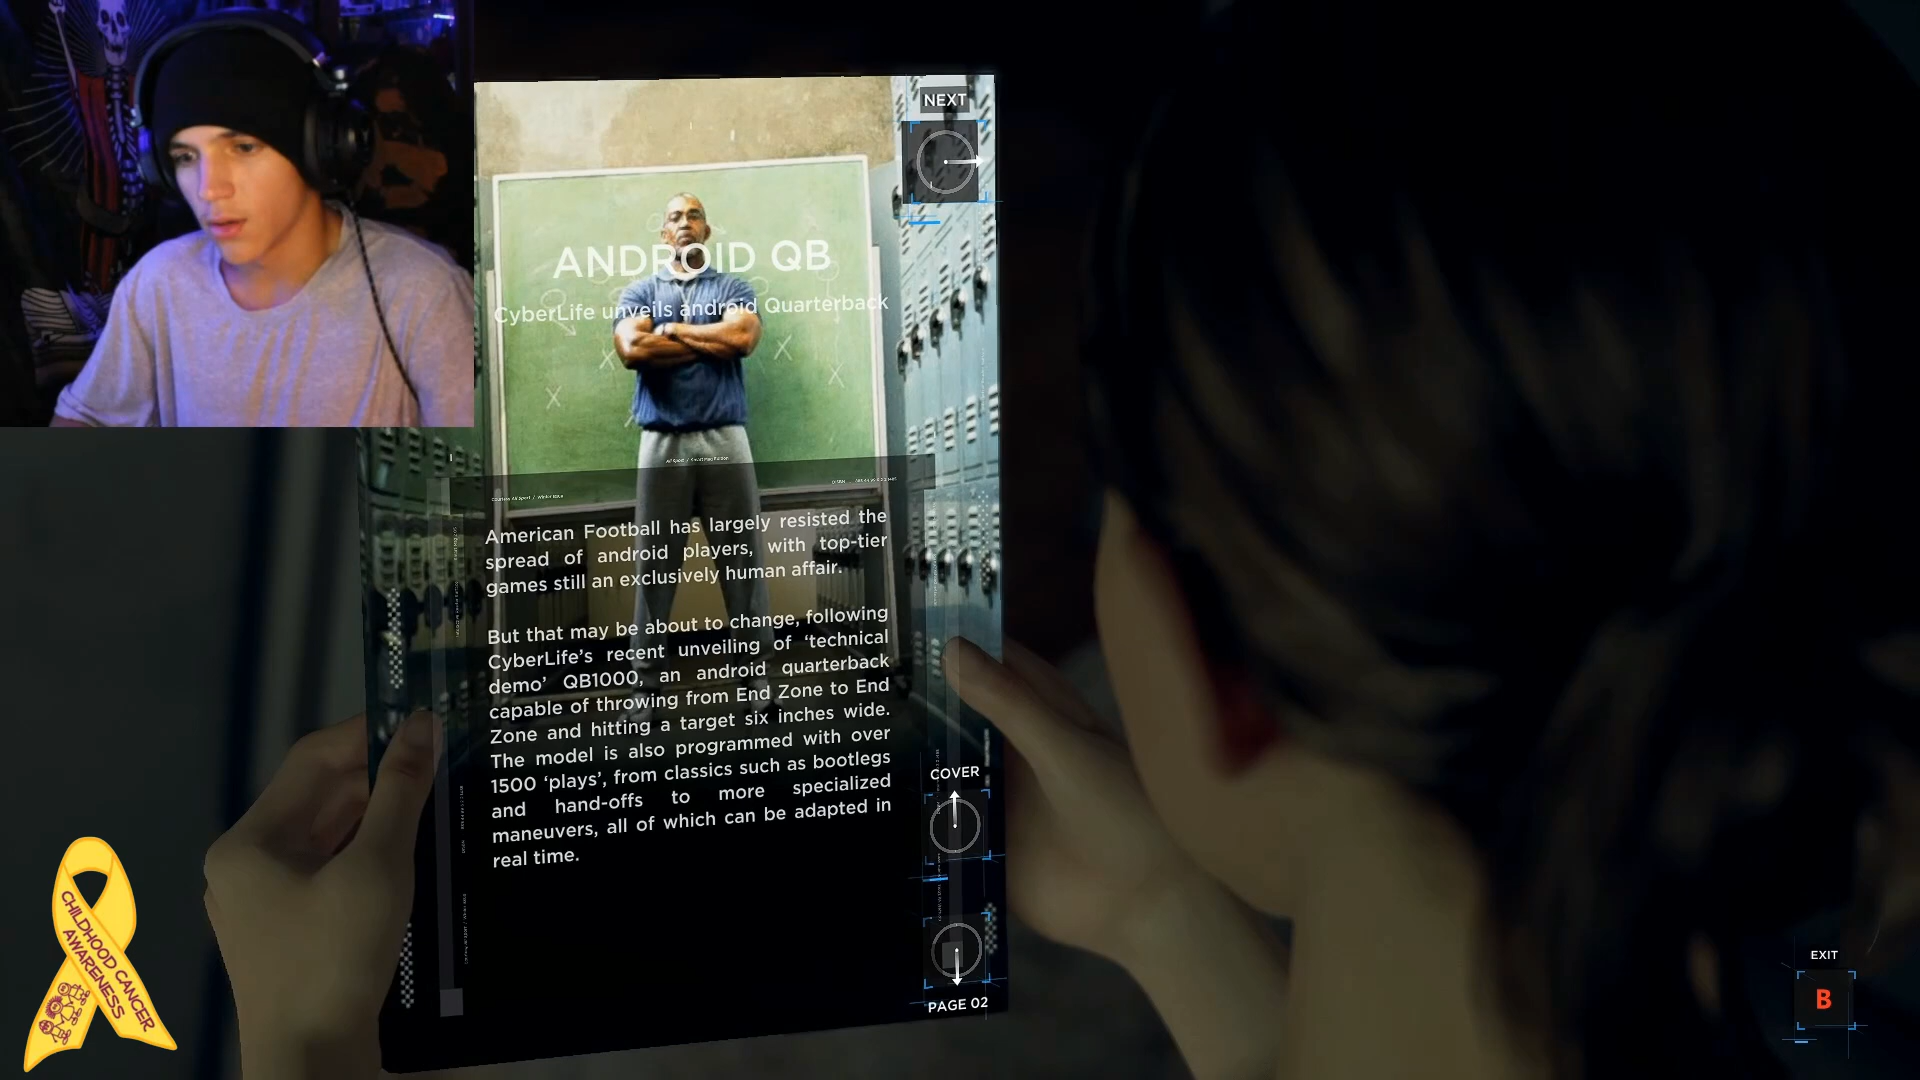 NEXT
ANDROID QB
CyberLife unveils android Quarterback
American Football has largely resisted the
spread of android players, with top-tier
games still an exclusively human affair.
But that may be about to change, following
CyberLife's recent unveiling of ‘technical
demo’ QB1000, an android quarterback
capable of throwing from End Zone to End
Zone and hitting a target six inches wide.
The model is also programmed with over
1500 ‘plays’, from classics such as bootlegs
and hand-offs to more specialized
maneuvers, all of which can be adapted in
real time.
COVER
PAGE 02
CHILDHOOD CANCER
AWARENESS
EXIT
B